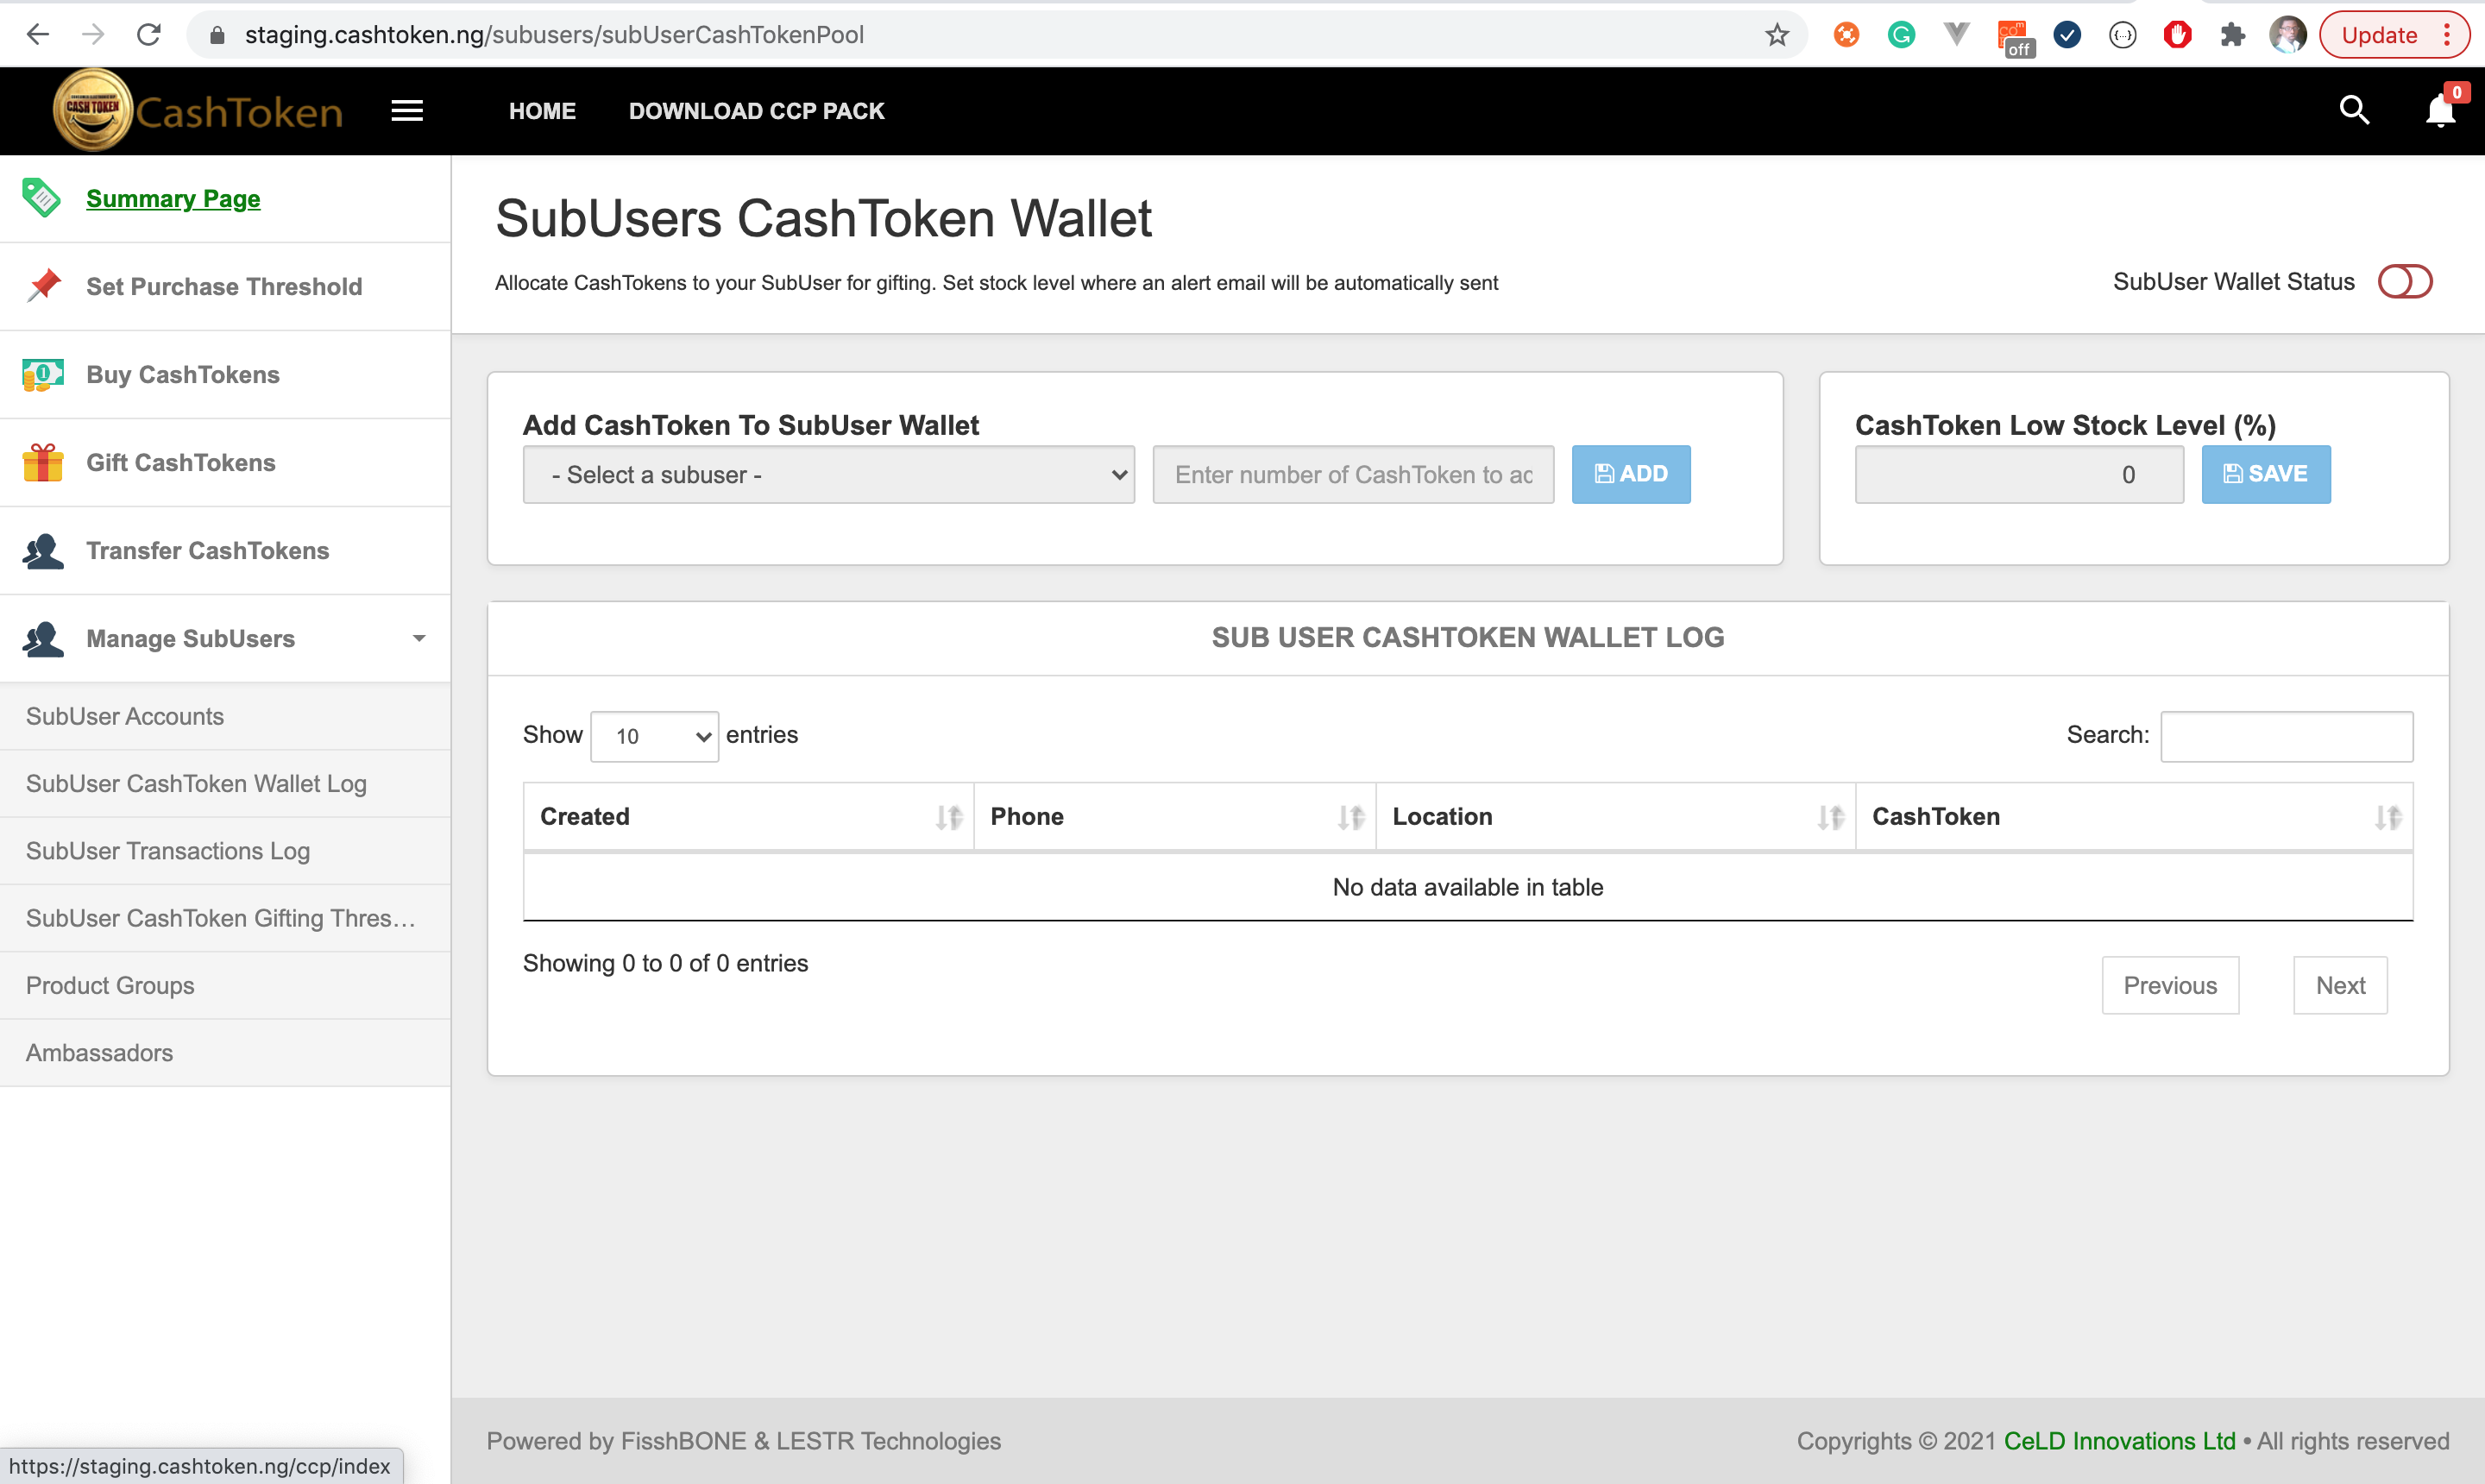 staging.cashtoken.ng/subusers/subUserCashTokenPool
off
Update
CASH TOKEN
CashToken
HOME
DOWNLOAD CCP PACK
0
Summary Page
Set Purchase Threshold
Buy CashTokens
Gift CashTokens
Transfer CashTokens
Manage SubUsers
SubUser Accounts
SubUser CashToken Wallet Log
SubUser Transactions Log
SubUser CashToken Gifting Thres…
Product Groups
Ambassadors
SubUsers CashToken Wallet
Allocate CashTokens to your SubUser for gifting. Set stock level where an alert email will be automatically sent
SubUser Wallet Status
Add CashToken To SubUser Wallet
- Select a subuser -
Enter number of CashToken to ac
ADD
CashToken Low Stock Level (%)
0
SAVE
SUB USER CASHTOKEN WALLET LOG
Show 10 entries
Search:
Created Phone Location CashToken
No data available in table
Showing 0 to 0 of 0 entries
Previous
Next
Powered by FisshBONE & LESTR Technologies
Copyrights © 2021 CeLD Innovations Ltd • All rights reserved
https://staging.cashtoken.ng/ccp/index